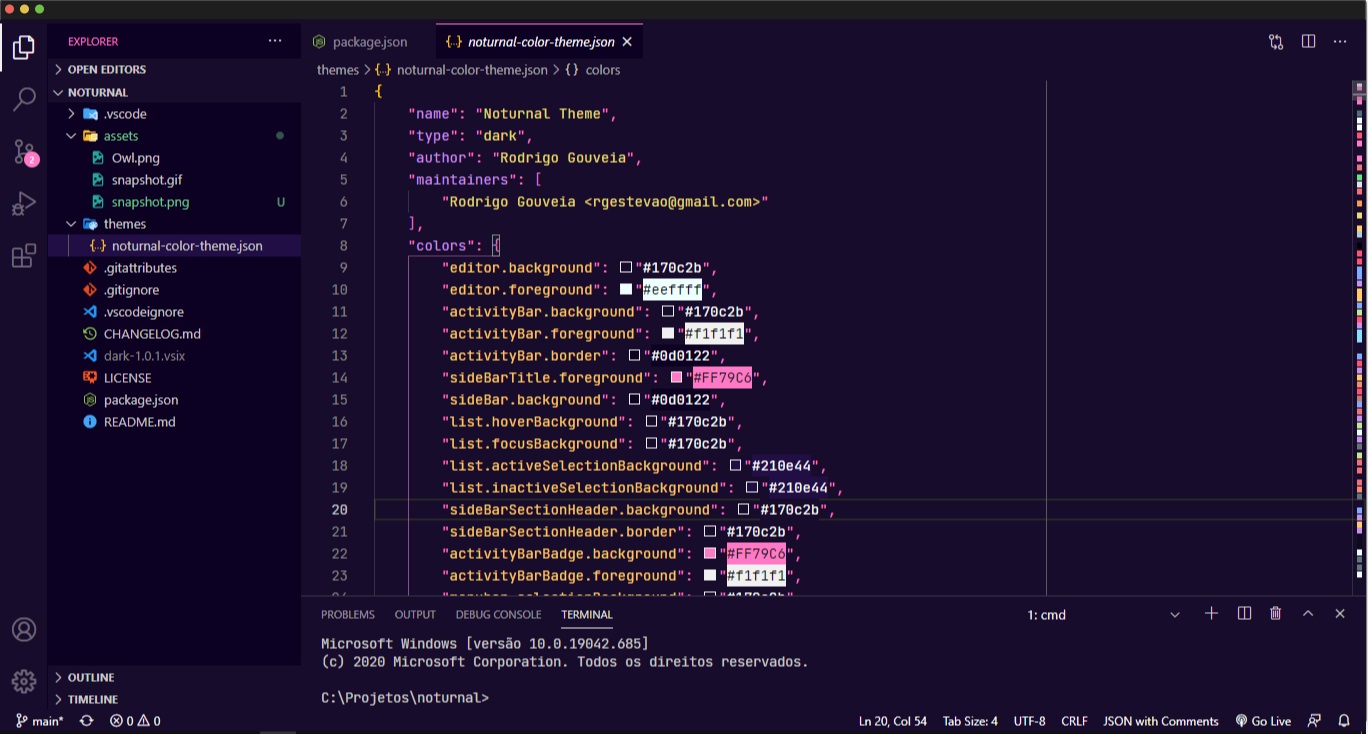 EXPLORER
OPEN EDITORS
NOTURNAL
.vscode
assets
Owl.png
snapshot.gif
snapshot.png U
themes
noturnal-color-theme.json
.gitattributes
.gitignore
.vscodeignore
CHANGELOG.md
dark-1.0.1.vsix
LICENSE
package.json
README.md
OUTLINE
TIMELINE
2
package.json
{..} noturnal-color-theme.json
themes > {..} noturnal-color-theme.json > {} colors
1 {
2 "name": "Noturnal Theme",
3 "type": "dark",
4 "author": "Rodrigo Gouveia",
5 "maintainers": [
6 "Rodrigo Gouveia <rgestevao@gmail.com>"
7 ],
8 "colors": {
9 "editor.background": "#170c2b",
10 "editor.foreground": "#eeffff",
11 "activityBar.background": "#170c2b",
12 "activityBar.foreground": "#f1f1f1",
13 "activityBar.border": "#0d0122",
14 "sideBarTitle.foreground": "#FF79C6",
15 "sideBar.background": "#0d0122",
16 "list.hoverBackground": "#170c2b",
17 "list.focusBackground": "#170c2b",
18 "list.activeSelectionBackground": "#210e44",
19 "list.inactiveSelectionBackground": "#210e44",
20 "sideBarSectionHeader.background": "#170c2b",
21 "sideBarSectionHeader.border": "#170c2b",
22 "activityBarBadge.background": "#FF79C6",
23 "activityBarBadge.foreground": "#f1f1f1",
PROBLEMS OUTPUT DEBUG CONSOLE TERMINAL 1: cmd
Microsoft Windows [versão 10.0.19042.685]
(c) 2020 Microsoft Corporation. Todos os direitos reservados.
C:\Projetos\noturnal>
main* 0 0 Ln 20, Col 54 Tab Size: 4 UTF-8 CRLF JSON with Comments Go Live